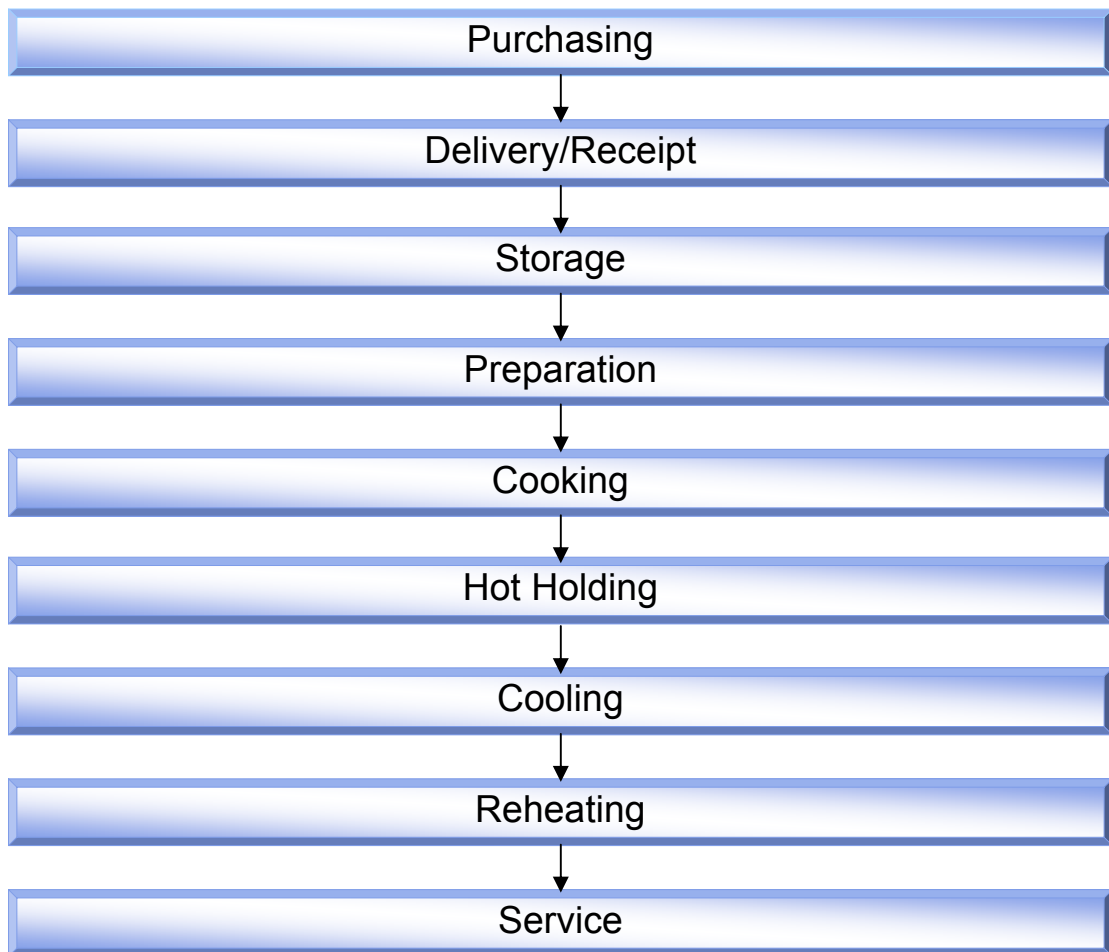 Purchasing
Delivery/Receipt
Storage
Preparation
Cooking
Hot Holding
Cooling
Reheating
Service